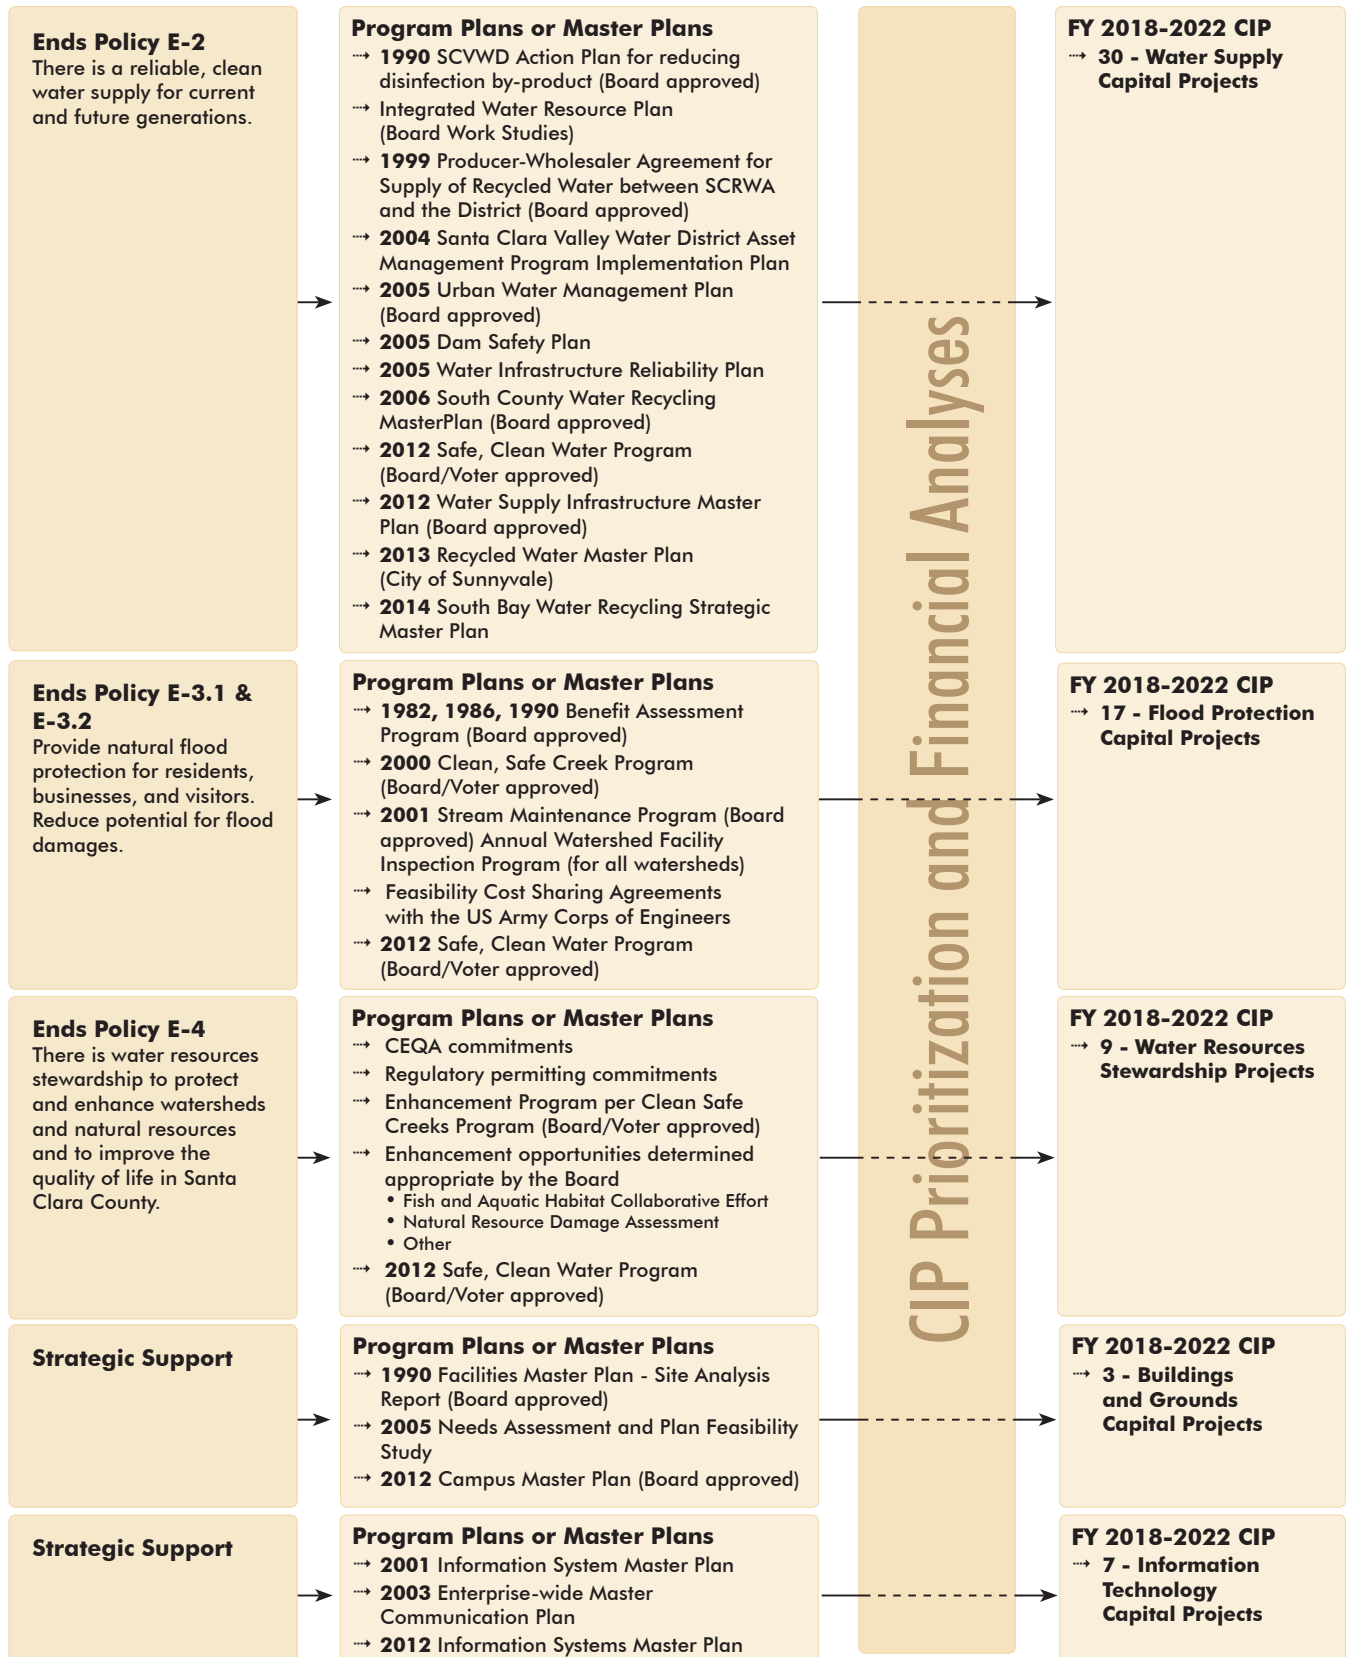 Ends Policy E-2
There is a reliable, clean
water supply for current
and future generations.
Program Plans or Master Plans
1990 SCVWD Action Plan for reducing
disinfection by-product (Board approved)
Integrated Water Resource Plan
(Board Work Studies)
1999 Producer-Wholesaler Agreement for
Supply of Recycled Water between SCRWA
and the District (Board approved)
2004 Santa Clara Valley Water District Asset
Management Program Implementation Plan
2005 Urban Water Management Plan
(Board approved)
2005 Dam Safety Plan
2005 Water Infrastructure Reliability Plan
2006 South County Water Recycling
MasterPlan (Board approved)
2012 Safe, Clean Water Program
(Board/Voter approved)
2012 Water Supply Infrastructure Master
Plan (Board approved)
2013 Recycled Water Master Plan
(City of Sunnyvale)
2014 South Bay Water Recycling Strategic
Master Plan
CIP Prioritization and Financial Analyses
FY 2018-2022 CIP
30 - Water Supply
Capital Projects
Ends Policy E-3.1 &
E-3.2
Provide natural flood
protection for residents,
businesses, and visitors.
Reduce potential for flood
damages.
Program Plans or Master Plans
1982, 1986, 1990 Benefit Assessment
Program (Board approved)
2000 Clean, Safe Creek Program
(Board/Voter approved)
2001 Stream Maintenance Program (Board
approved) Annual Watershed Facility
Inspection Program (for all watersheds)
Feasibility Cost Sharing Agreements
with the US Army Corps of Engineers
2012 Safe, Clean Water Program
(Board/Voter approved)
FY 2018-2022 CIP
17 - Flood Protection
Capital Projects
Ends Policy E-4
There is water resources
stewardship to protect
and enhance watersheds
and natural resources
and to improve the
quality of life in Santa
Clara County.
Program Plans or Master Plans
CEQA commitments
Regulatory permitting commitments
Enhancement Program per Clean Safe
Creeks Program (Board/Voter approved)
Enhancement opportunities determined
appropriate by the Board
• Fish and Aquatic Habitat Collaborative Effort
• Natural Resource Damage Assessment
• Other
2012 Safe, Clean Water Program
(Board/Voter approved)
FY 2018-2022 CIP
9 - Water Resources
Stewardship Projects
Strategic Support
Program Plans or Master Plans
1990 Facilities Master Plan - Site Analysis
Report (Board approved)
2005 Needs Assessment and Plan Feasibility
Study
2012 Campus Master Plan (Board approved)
FY 2018-2022 CIP
3 - Buildings
and Grounds
Capital Projects
Strategic Support
Program Plans or Master Plans
2001 Information System Master Plan
2003 Enterprise-wide Master
Communication Plan
2012 Information Systems Master Plan
FY 2018-2022 CIP
7 - Information
Technology
Capital Projects